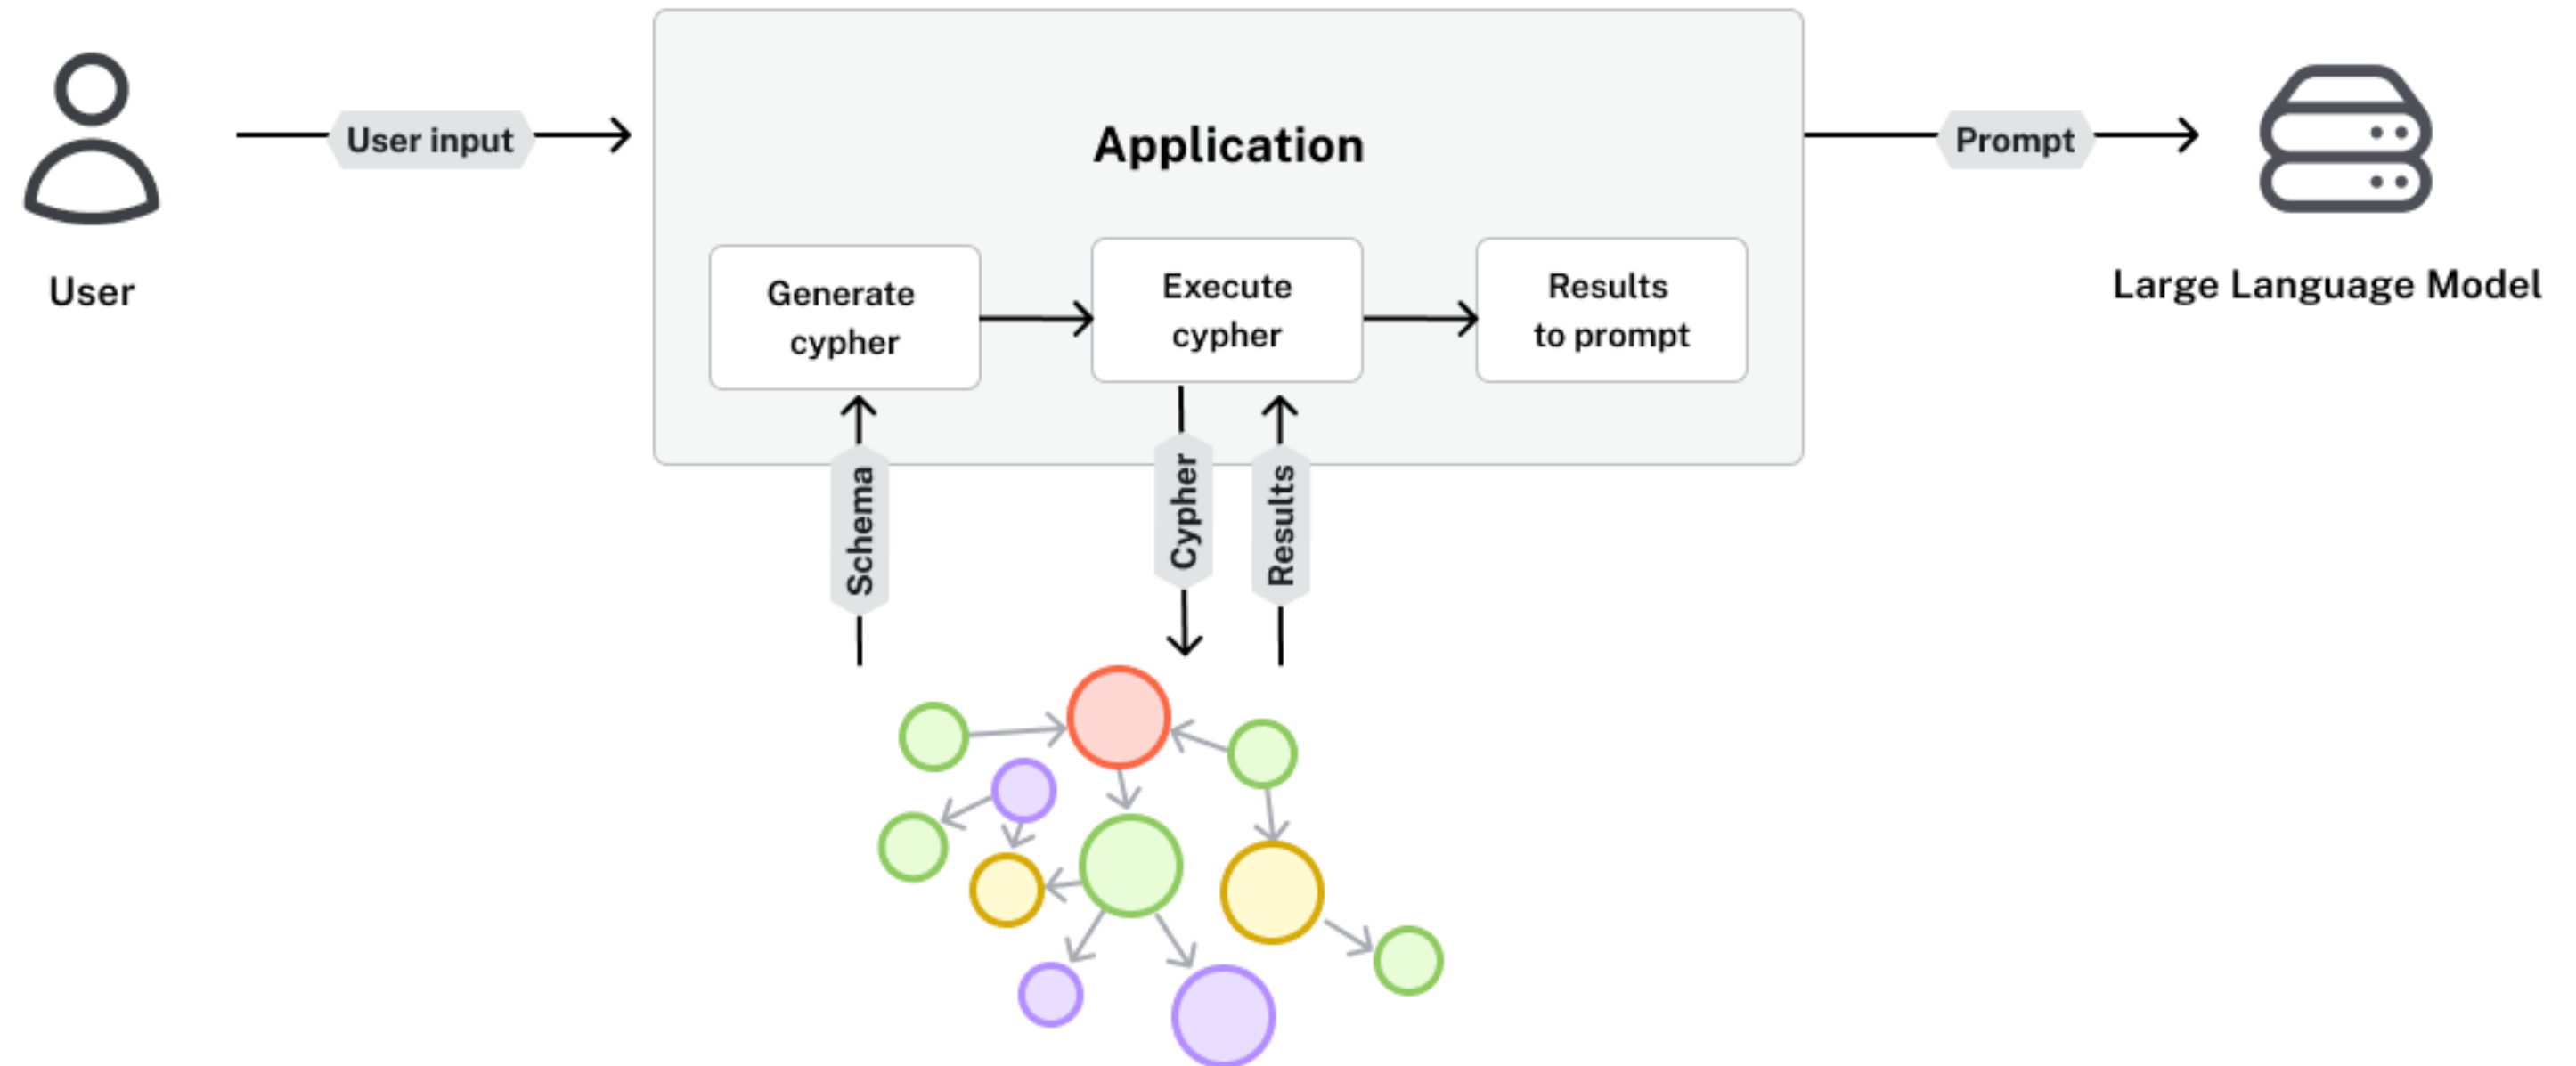 User input
Application
Prompt
User
Generate
cypher
Execute
cypher
Results
to prompt
Large Language Model
Schema
Cypher
Results